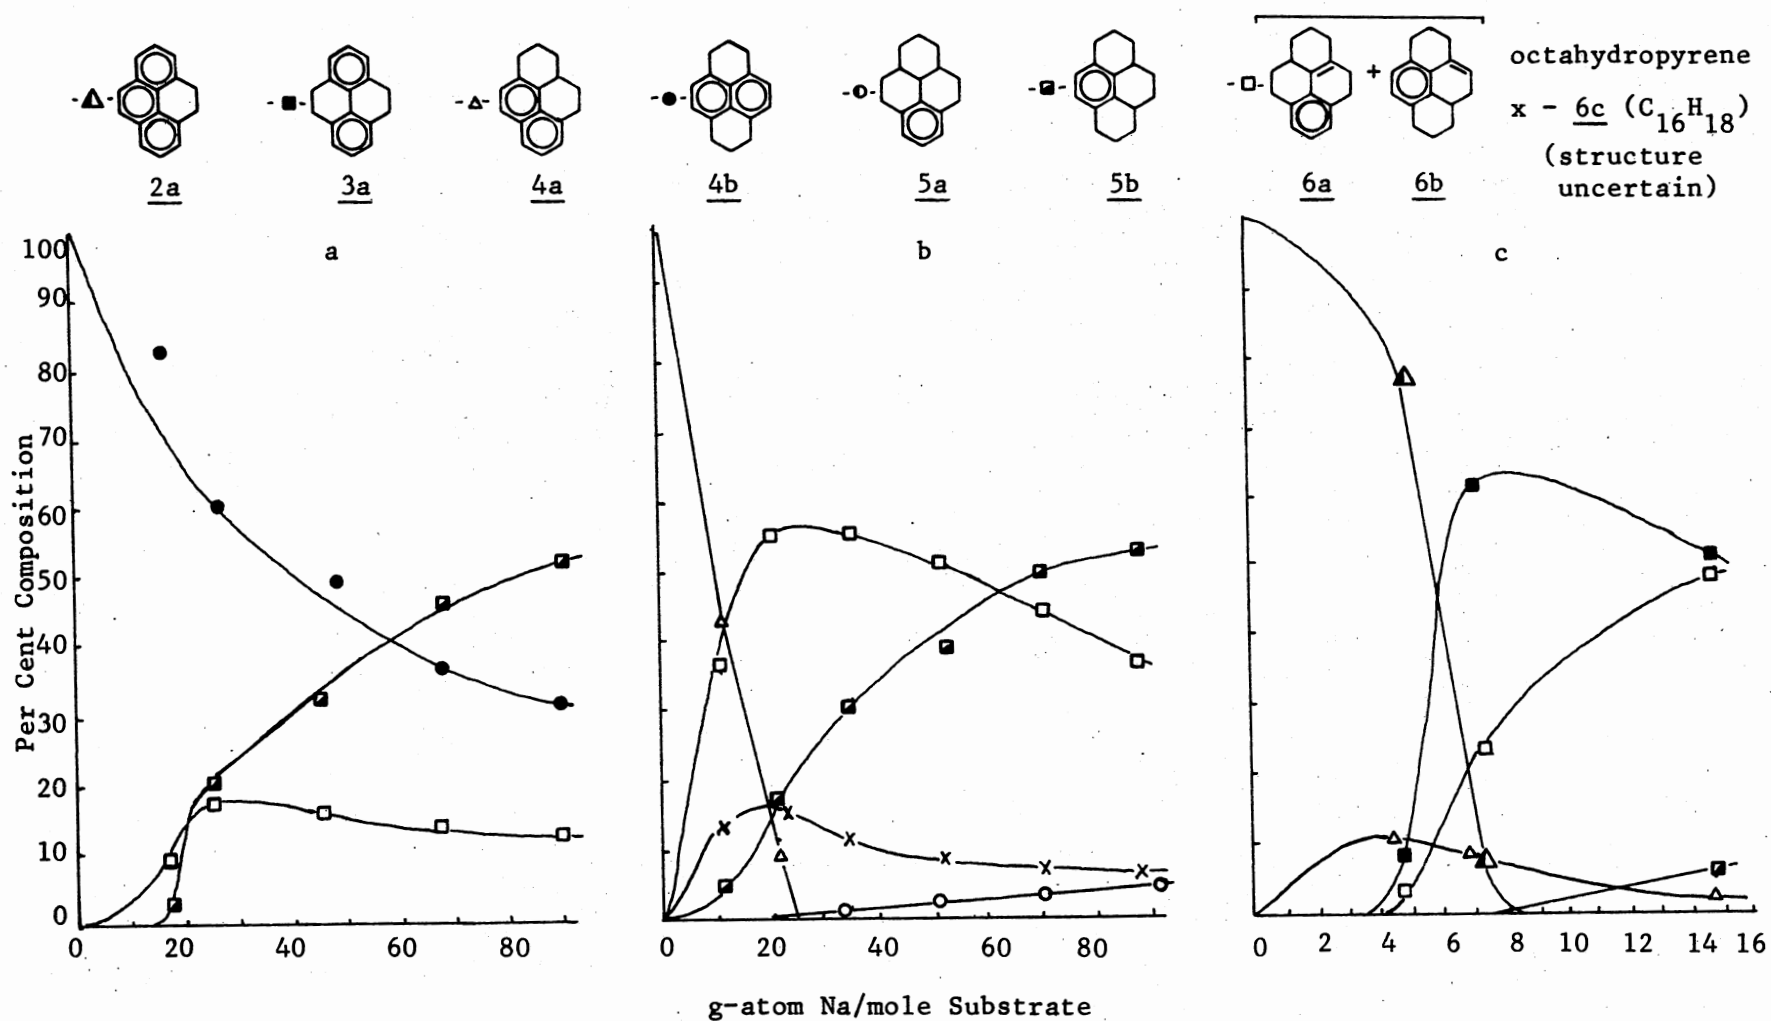 octahydropyrene
+
x - 6c (C16H18)
(structure
uncertain)
2a 3a 4a 4b 5a 5b 6a 6b
a b c
100
90
80
70
60
50
40
30
20
10
0
Per Cent Composition
0 20 40 60 80 0 20 40 60 80 0 2 4 6 8 10 12 14 16
g-atom Na/mole Substrate